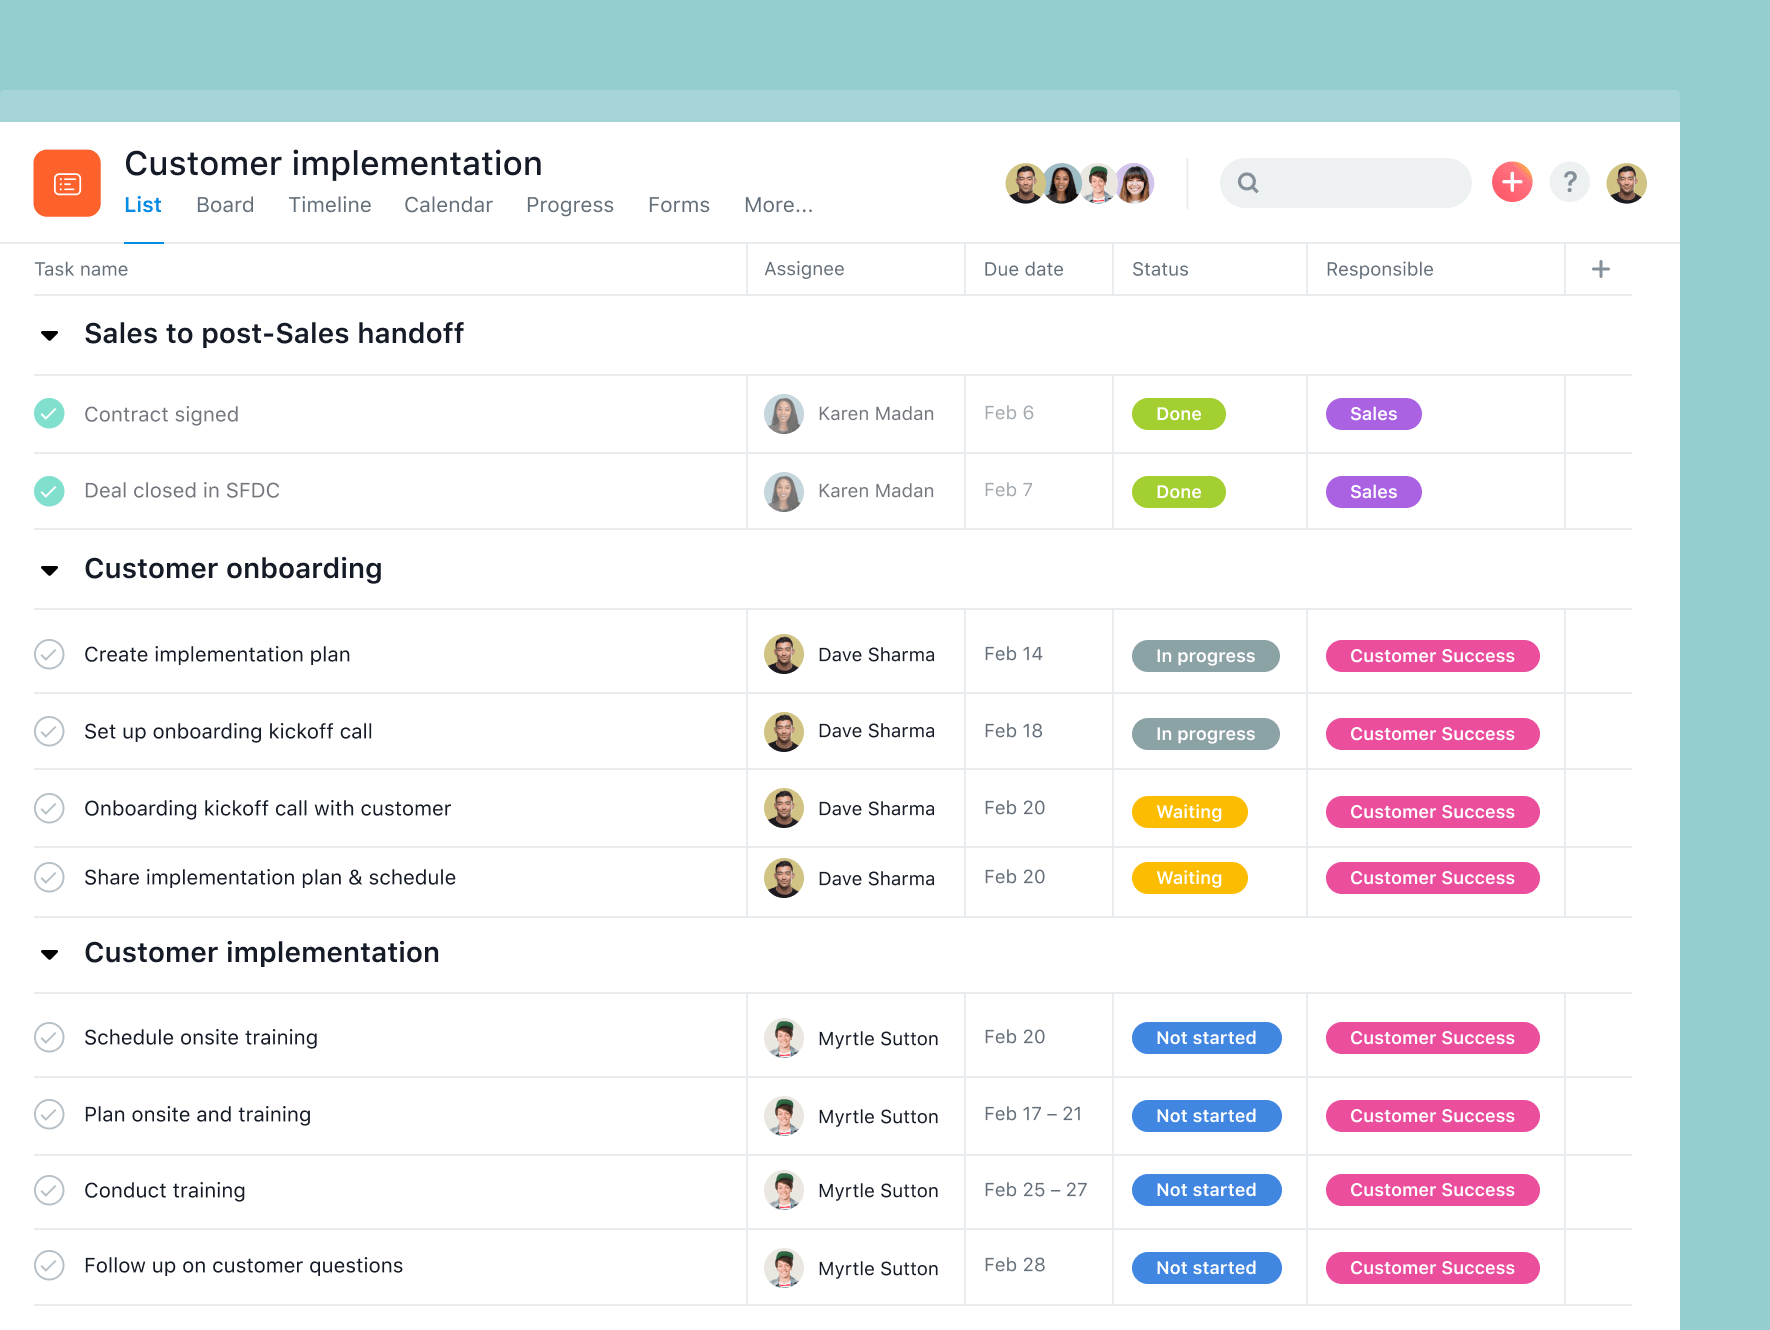 Customer implementation
List Board Timeline Calendar Progress Forms More...
?
Task name Assignee Due date Status Responsible +
Sales to post-Sales handoff
Contract signed Karen Madan Feb 6 Done Sales
Deal closed in SFDC Karen Madan Feb 7 Done Sales
Customer onboarding
Create implementation plan Dave Sharma Feb 14 In progress Customer Success
Set up onboarding kickoff call Dave Sharma Feb 18 In progress Customer Success
Onboarding kickoff call with customer Dave Sharma Feb 20 Waiting Customer Success
Share implementation plan & schedule Dave Sharma Feb 20 Waiting Customer Success
Customer implementation
Schedule onsite training Myrtle Sutton Feb 20 Not started Customer Success
Plan onsite and training Myrtle Sutton Feb 17 – 21 Not started Customer Success
Conduct training Myrtle Sutton Feb 25 – 27 Not started Customer Success
Follow up on customer questions Myrtle Sutton Feb 28 Not started Customer Success